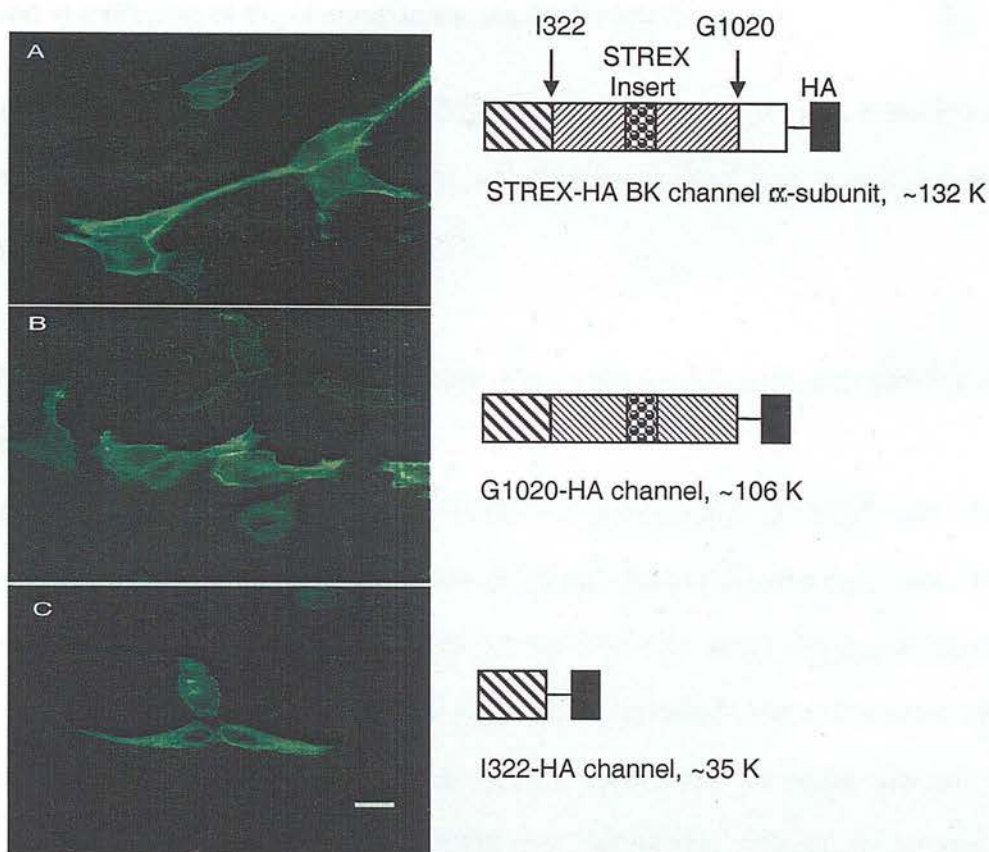 A
I322 G1020
STREX
Insert
HA
STREX-HA BK channel α-subunit, ~132 K
B
G1020-HA channel, ~106 K
C
I322-HA channel, ~35 K